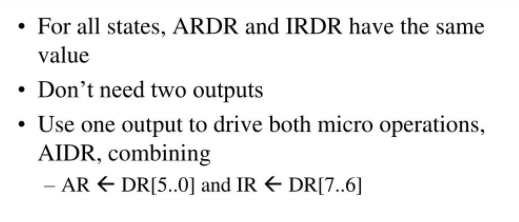 • For all states, ARDR and IRDR have the same
value
• Don't need two outputs
• Use one output to drive both micro operations,
AIDR, combining
– AR ← DR[5..0] and IR ← DR[7..6]